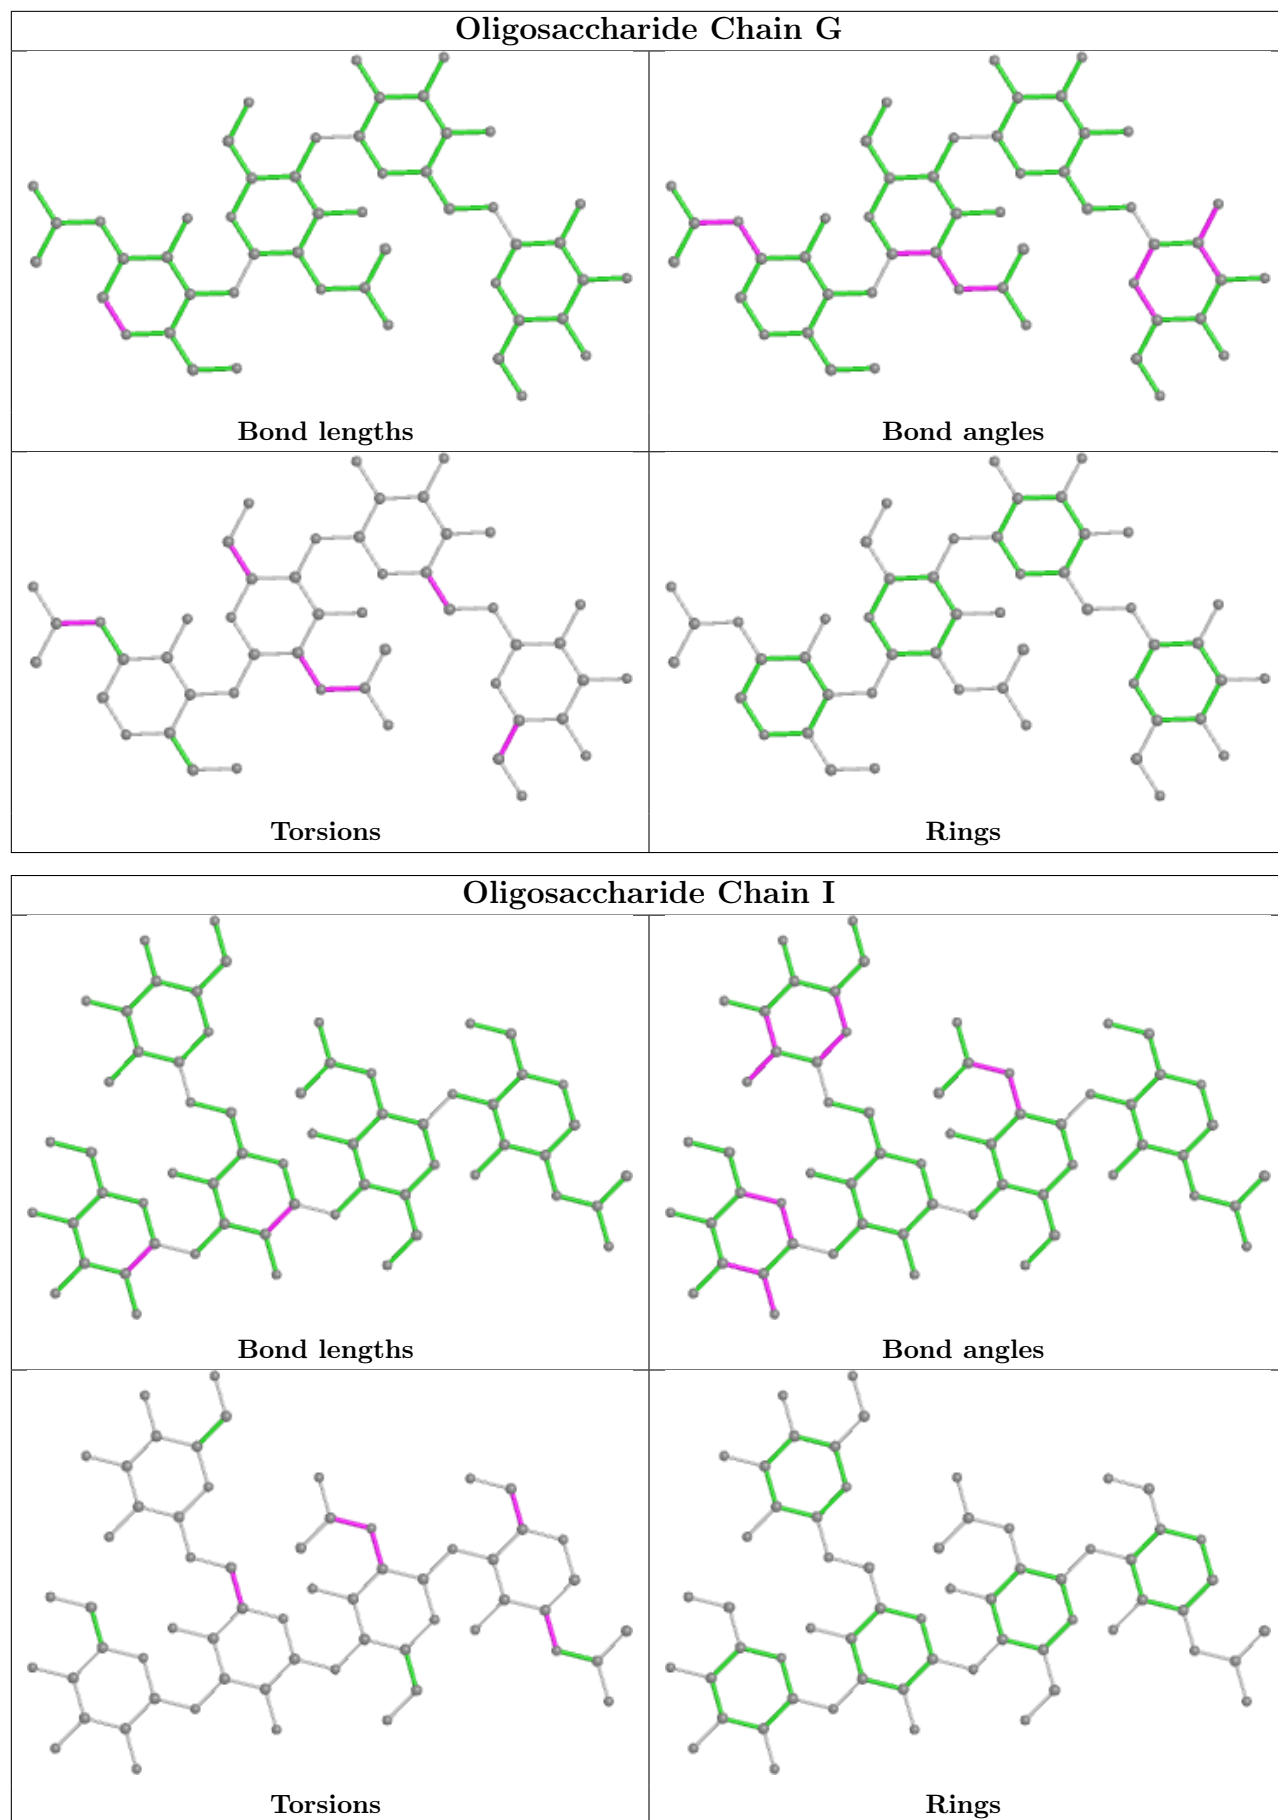 Oligosaccharide Chain G
Bond lengths
Bond angles
Torsions
Rings
Oligosaccharide Chain I
Bond lengths
Bond angles
Torsions
Rings